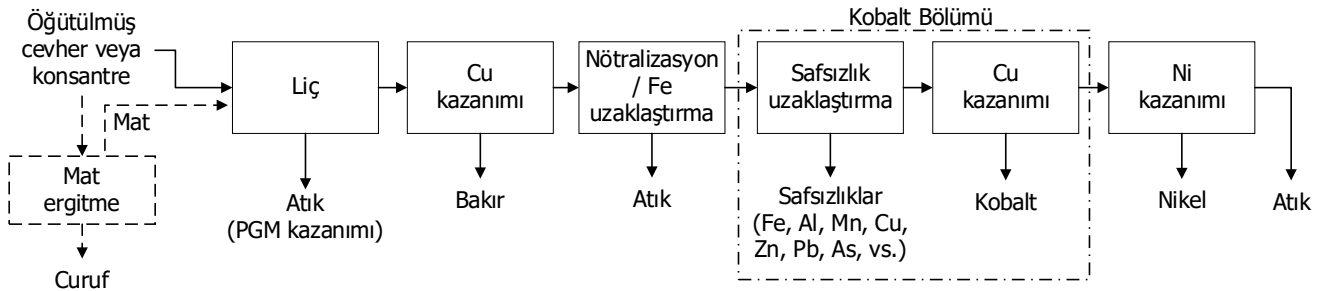 Öğütülmüş
cevher veya
konsantre
Mat
Mat
ergitme
Curuf
Liç
Atık
(PGM kazanımı)
Cu
kazanımı
Bakır
Nötralizasyon
/ Fe
uzaklaştırma
Atık
Kobalt Bölümü
Safsızlık
uzaklaştırma
Safsızlıklar
(Fe, Al, Mn, Cu,
Zn, Pb, As, vs.)
Cu
kazanımı
Kobalt
Ni
kazanımı
Nikel
Atık